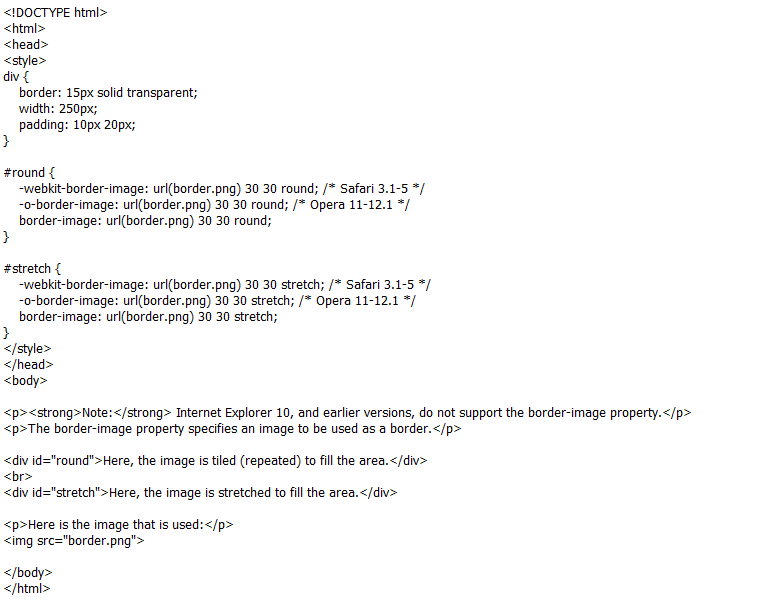 <!DOCTYPE html>
<html>
<head>
<style>
div {
    border: 15px solid transparent;
    width: 250px;
    padding: 10px 20px;
}

#round {
    -webkit-border-image: url(border.png) 30 30 round; /* Safari 3.1-5 */
    -o-border-image: url(border.png) 30 30 round; /* Opera 11-12.1 */
    border-image: url(border.png) 30 30 round;
}

#stretch {
    -webkit-border-image: url(border.png) 30 30 stretch; /* Safari 3.1-5 */
    -o-border-image: url(border.png) 30 30 stretch; /* Opera 11-12.1 */
    border-image: url(border.png) 30 30 stretch;
}
</style>
</head>
<body>

<p><strong>Note:</strong> Internet Explorer 10, and earlier versions, do not support the border-image property.</p>
<p>The border-image property specifies an image to be used as a border.</p>

<div id="round">Here, the image is tiled (repeated) to fill the area.</div>
<br>
<div id="stretch">Here, the image is stretched to fill the area.</div>

<p>Here is the image that is used:</p>
<img src="border.png">

</body>
</html>